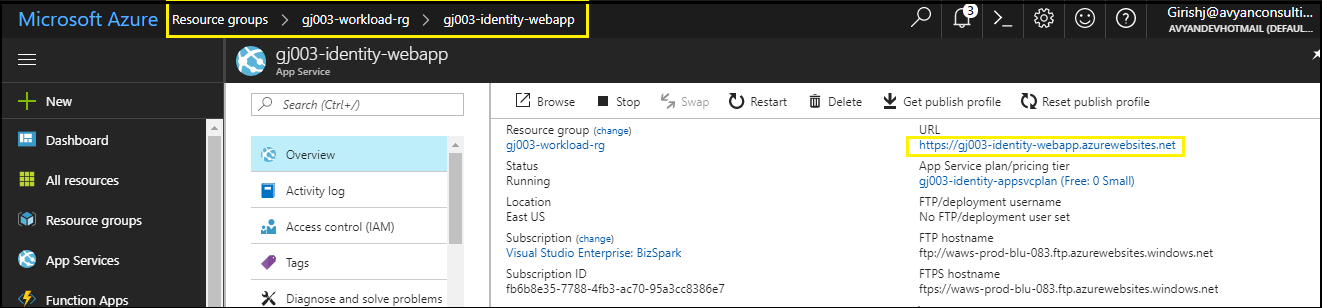 Microsoft Azure Resource groups > gj003-workload-rg > gj003-identity-webapp 3 Girishj@avyanconsulti...
AVYANDEVHOTMAIL (DEFAUL...
gj003-identity-webapp
App Service
New
Dashboard
All resources
Resource groups
App Services
Function Apps
Search (Ctrl+/)
Overview
Activity log
Access control (IAM)
Tags
Diagnose and solve problems
Browse Stop Swap Restart Delete Get publish profile Reset publish profile
Resource group (change)
gj003-workload-rg
Status
Running
Location
East US
Subscription (change)
Visual Studio Enterprise: BizSpark
Subscription ID
fb6b8e35-7788-4fb3-ac70-95a3cc8386e7
URL
https://gj003-identity-webapp.azurewebsites.net
App Service plan/pricing tier
gj003-identity-appsvcplan (Free: 0 Small)
FTP/deployment username
No FTP/deployment user set
FTP hostname
ftp://waws-prod-blu-083.ftp.azurewebsites.windows.net
FTPS hostname
ftps://waws-prod-blu-083.ftp.azurewebsites.windows.net